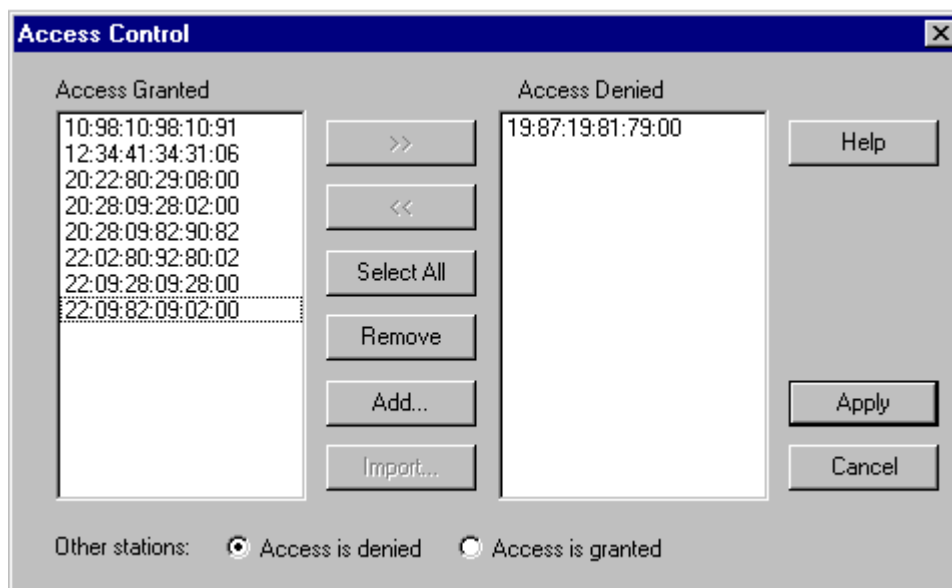 Access Control
Access Granted
10:98:10:98:10:91
12:34:41:34:31:06
20:22:80:29:08:00
20:28:09:28:02:00
20:28:09:82:90:82
22:02:80:92:80:02
22:09:28:09:28:00
22:09:82:09:02:00
>>
<<
Select All
Remove
Add...
Import...
Access Denied
19:87:19:81:79:00
Help
Apply
Cancel
Other stations: Access is denied Access is granted